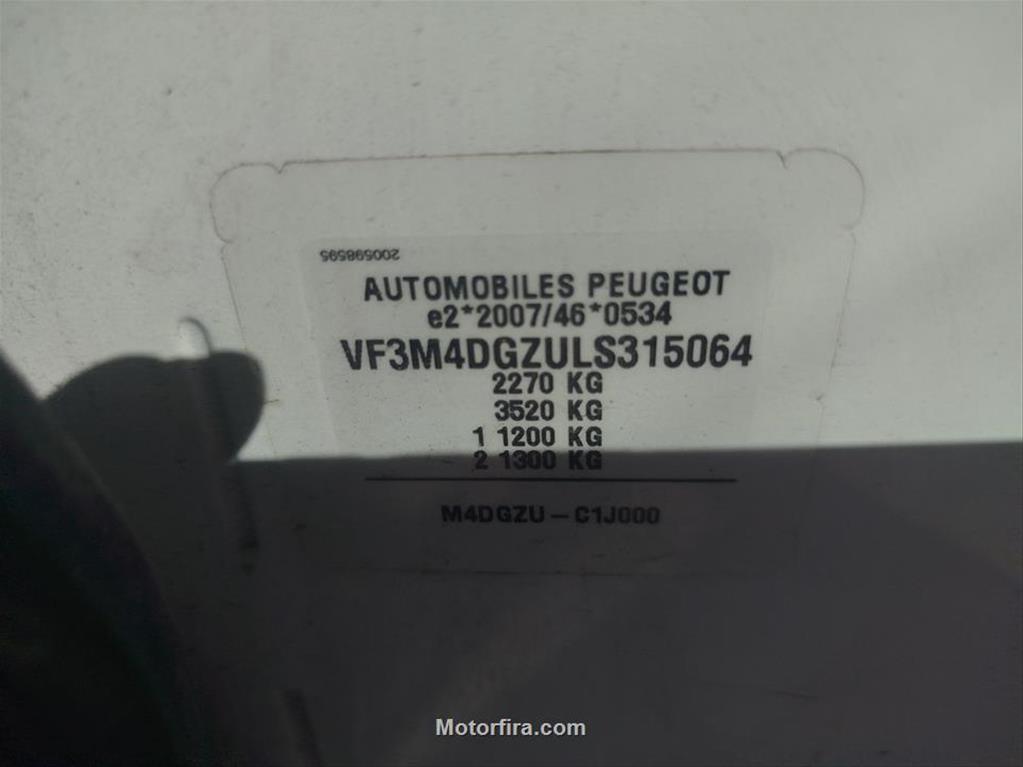 200598595
AUTOMOBILES PEUGEOT
e2*2007/46*0534
VF3M4DGZULS315064
2270 KG
3520 KG
1 1200 KG
2 1300 KG
M4DGZU-C1J000
Motorfira.com